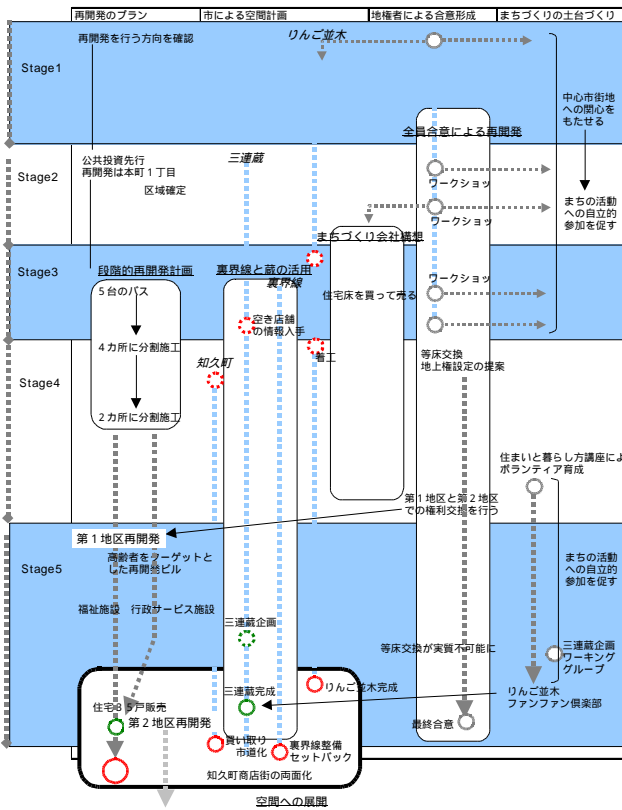 再開発のプラン
市による空間計画
地権者による合意形成
まちづくりの土台づくり
再開発を行う方向を確認
りんご並木
Stage1
中心市街地
への関心を
もたせる
全員合意による再開発
公共投資先行
再開発は本町１丁目
区域確定
三連蔵
Stage2
ワークショッ
ワークショッ
まちの活動
への自立的
参加を促す
まちづくり会社構想
Stage3
段階的再開発計画
裏界線と蔵の活用
裏界線
ワークショッ
５台のバス
住宅床を買って売る
空き店舗
の情報入手
４カ所に分割施工
知久町
着工
等床交換
地上権設定の提案
Stage4
２カ所に分割施工
住まいと暮らし方講座によ
ボランティア育成
第１地区と第２地区
での権利交換を行う
第１地区再開発
高齢者をターゲットと
した再開発ビル
Stage5
まちの活動
への自立的
参加を促す
福祉施設
行政サービス施設
三連蔵企画
等床交換が実質不可能に
三連蔵企画
ワーキング
グループ
三連蔵完成
りんご並木完成
りんご並木
ファンファン倶楽部
住宅３５戸販売
第２地区再開発
最終合意
買い取り
市道化
裏界線整備
セットバック
知久町商店街の両面化
空間への展開